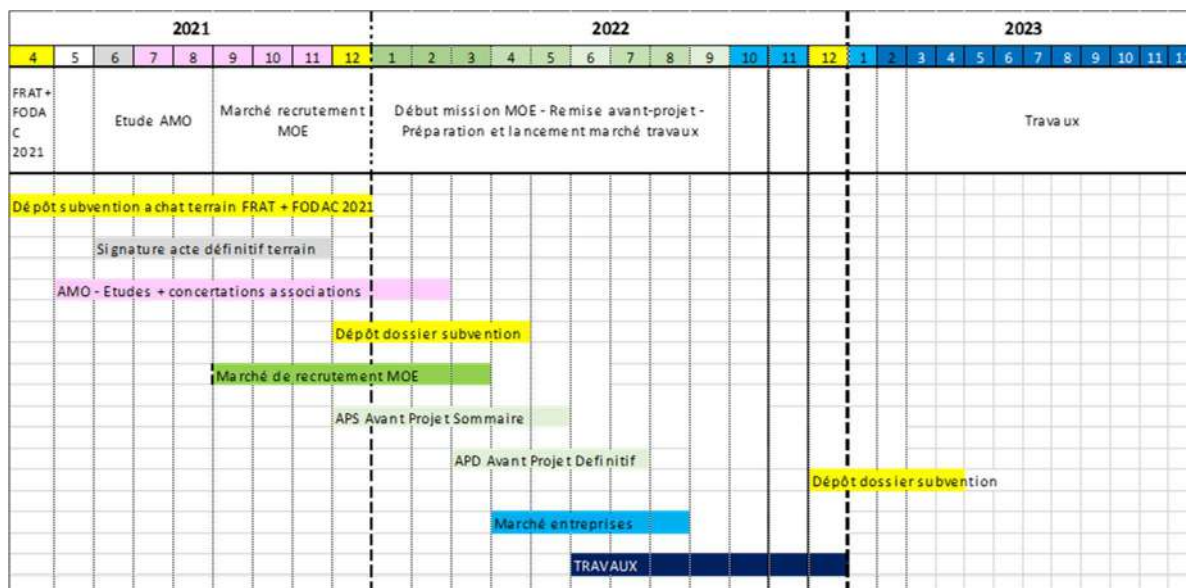 2021 2022 2023
4 5 6 7 8 9 10 11 12 1 2 3 4 5 6 7 8 9 10 11 12 1 2 3 4 5 6 7 8 9 10 11
FRAT +
FODA
C
2021
Etude AMO
Marché recrutement
MOE
Début mission MOE - Remise avant-projet -
Préparation et lancement marché travaux
Travaux
Dépôt subvention achat terrain FRAT + FODAC 2021
Signature acte définitif terrain
AMO - Etudes + concertations associations
Dépôt dossier subvention
Marché de recrutement MOE
APS Avant Projet Sommaire
APD Avant Projet Definitif
Dépôt dossier subvention
Marché entreprises
TRAVAUX